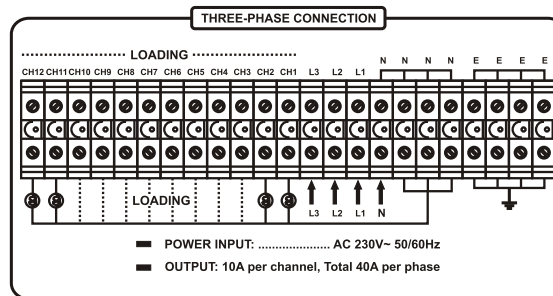 THREE-PHASE CONNECTION
LOADING
CH12 CH11 CH10 CH9 CH8 CH7 CH6 CH5 CH4 CH3 CH2 CH1 L3 L2 L1 N N N N E E E E
LOADING
L3 L2 L1 N
POWER INPUT: .................... AC 230V~ 50/60Hz
OUTPUT: 10A per channel, Total 40A per phase